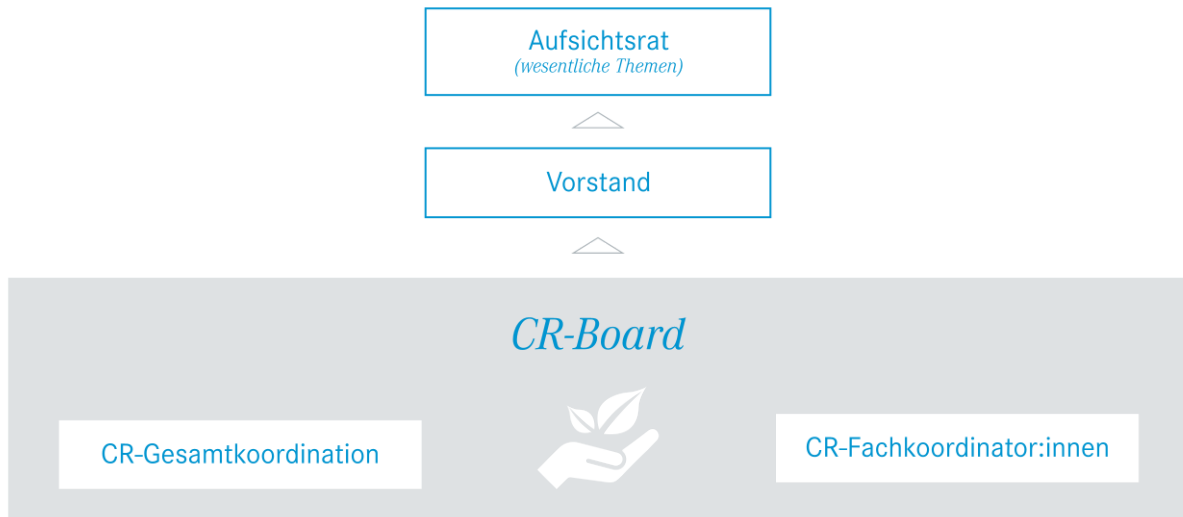 Aufsichtsrat
(wesentliche Themen)
Vorstand
CR-Board
CR-Gesamtkoordination
CR-Fachkoordinator:innen